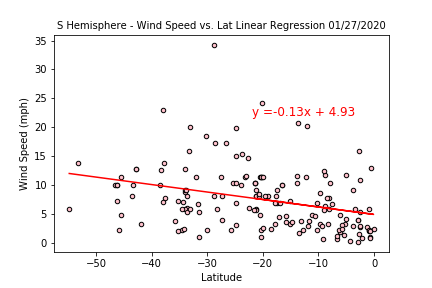 S Hemisphere - Wind Speed vs. Lat Linear Regression 01/27/2020
35
30
25
20
15
10
5
0
Wind Speed (mph)
y =-0.13x + 4.93
−50 −40 −30 −20 −10 0
Latitude